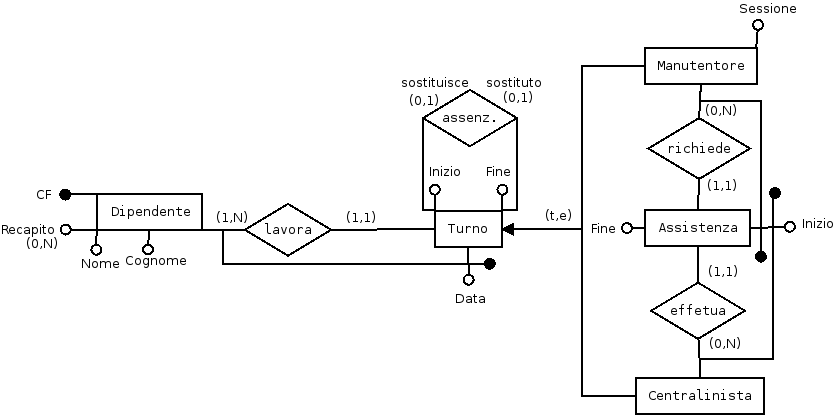 Sessione
Manutentore
sostituisce
sostituto
(0,1)
(0,1)
(0,N)
assenz.
richiede
Inizio
Fine
(1,1)
CF
Dipendente
(1,N)
(1,1)
(t,e)
Recapito
(0,N)
lavora
Turno
Fine
Assistenza
Inizio
Nome
Cognome
(1,1)
Data
effetua
(0,N)
Centralinista